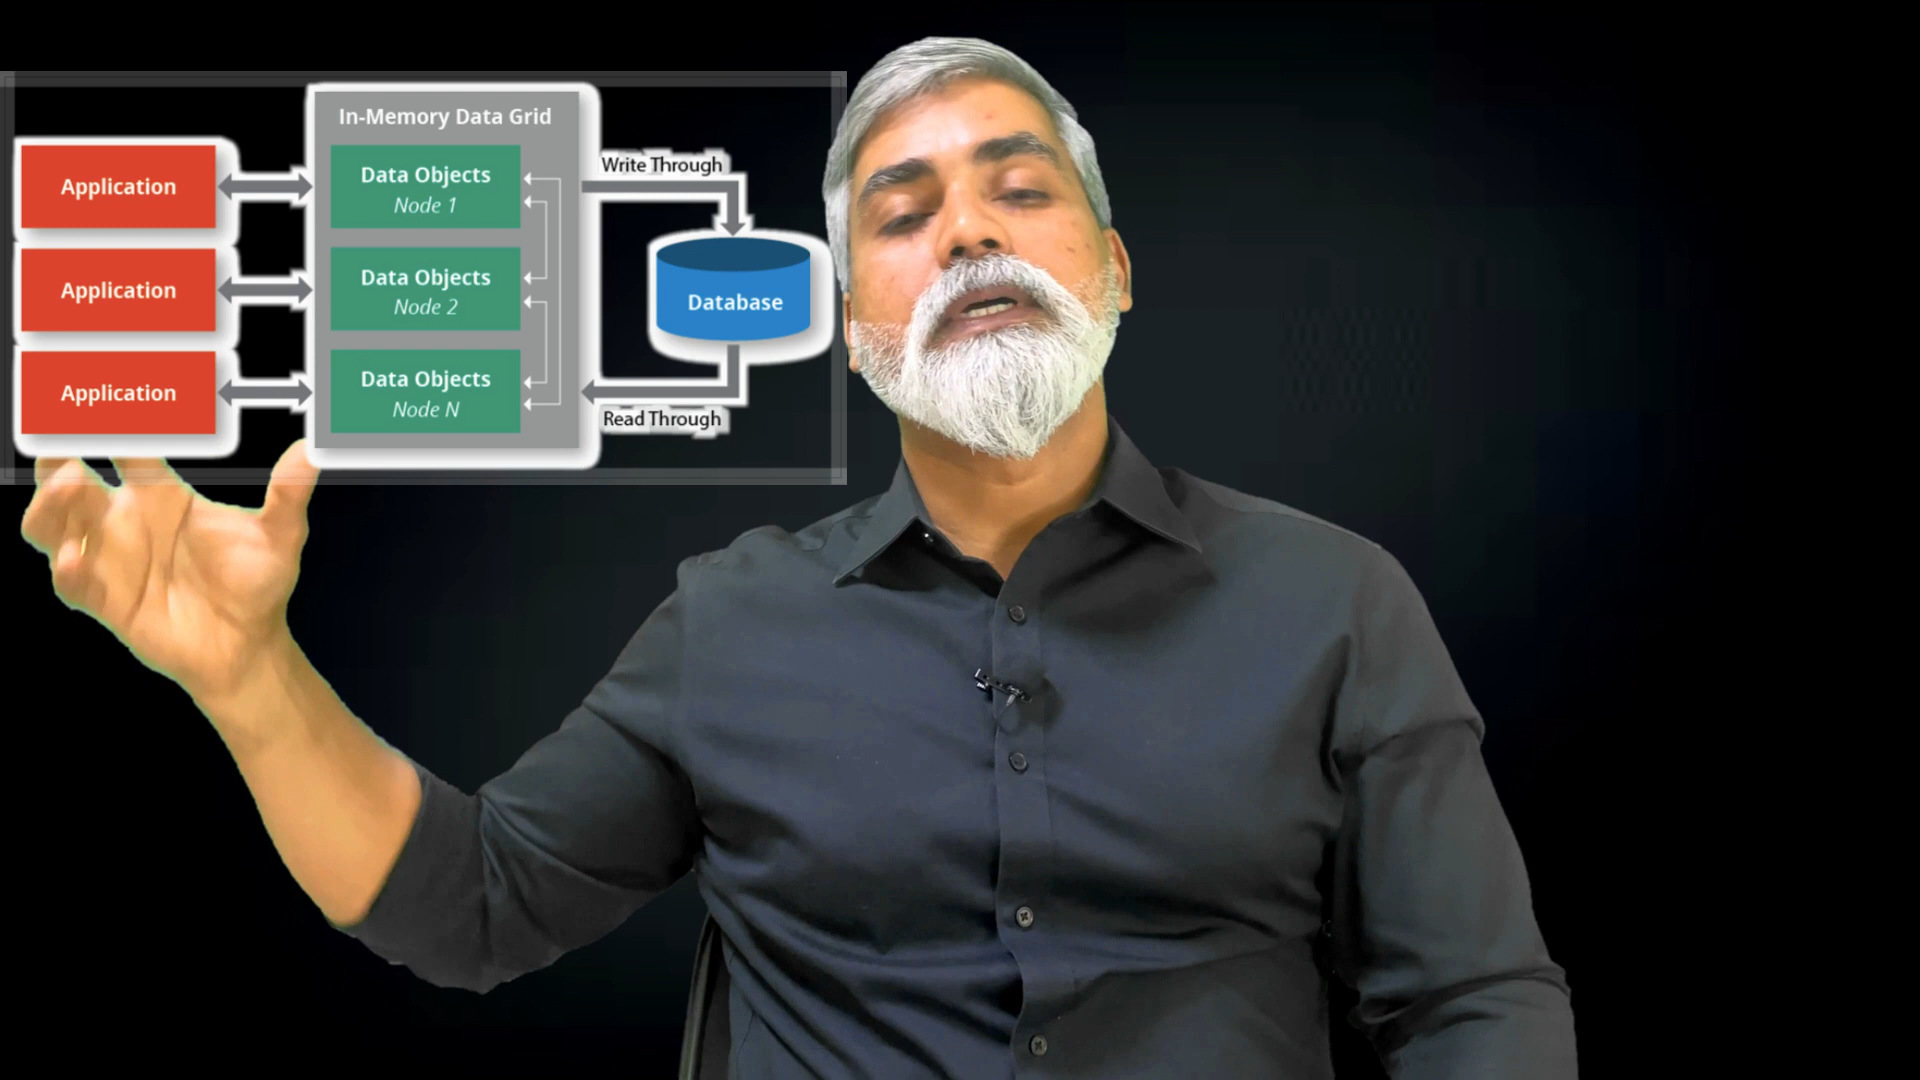 In-Memory Data Grid
Application
Data Objects
Node 1
Write Through
Application
Data Objects
Node 2
Database
Application
Data Objects
Node N
Read Through